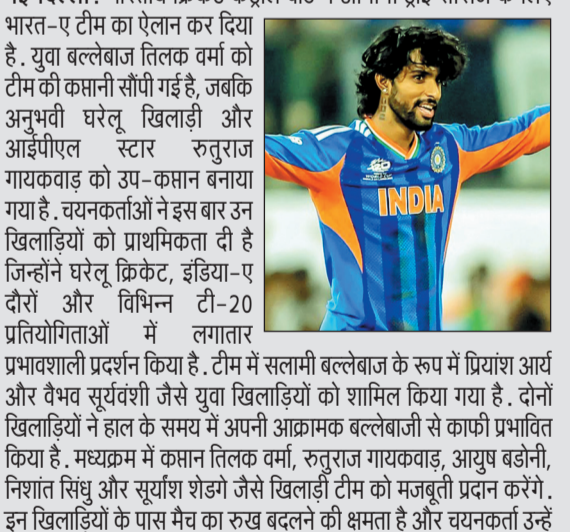 भारत-ए टीम का ऐलान कर दिया
है. युवा बल्लेबाज तिलक वर्मा को
टीम की कप्तानी सौंपी गई है, जबकि
अनुभवी घरेलू खिलाड़ी और
आईपीएल स्टार रुतुराज
गायकवाड़ को उप-कप्तान बनाया
गया है. चयनकर्ताओं ने इस बार उन
खिलाड़ियों को प्राथमिकता दी है
जिन्होंने घरेलू क्रिकेट, इंडिया-ए
दौरों और विभिन्न टी-20
प्रतियोगिताओं में लगातार
INDIA
प्रभावशाली प्रदर्शन किया है. टीम में सलामी बल्लेबाज के रूप में प्रियांश आर्य
और वैभव सूर्यवंशी जैसे युवा खिलाड़ियों को शामिल किया गया है. दोनों
खिलाड़ियों ने हाल के समय में अपनी आक्रामक बल्लेबाजी से काफी प्रभावित
किया है. मध्यक्रम में कप्तान तिलक वर्मा, रुतुराज गायकवाड़, आयुष बडोनी,
निशांत सिंधु और सूर्यांश शेडगे जैसे खिलाड़ी टीम को मजबूती प्रदान करेंगे.
इन खिलाड़ियों के पास मैच का रुख बदलने की क्षमता है और चयनकर्ता उन्हें